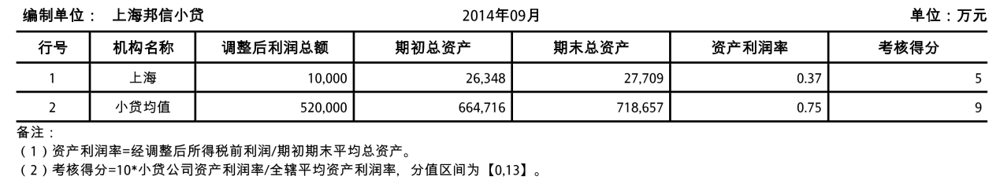 编制单位： 上海邦信小贷 2014年09月 单位：万元
行号 机构名称 调整后利润总额 期初总资产 期末总资产 资产利润率 考核得分
1 上海 10,000 26,348 27,709 0.37 5
2 小贷均值 520,000 664,716 718,657 0.75 9
备注：
（1）资产利润率=经调整后所得税前利润/期初期末平均总资产。
（2）考核得分=10*小贷公司资产利润率/全辖平均资产利润率，分值区间为【0,13】。